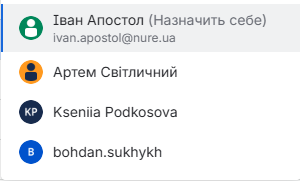 Іван Апостол (Назначить себе)
ivan.apostol@nure.ua
Артем Світличний
KP Kseniia Podkosova
B bohdan.sukhykh